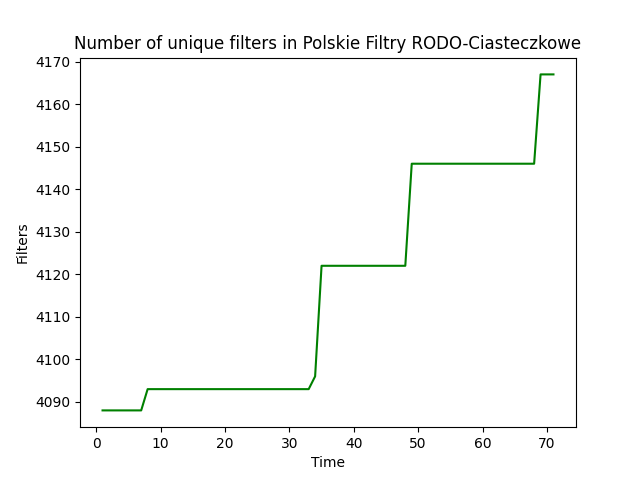 Number of unique filters in Polskie Filtry RODO-Ciasteczkowe
4170
4160
4150
4140
4130
4120
4110
4100
4090
Filters
0 10 20 30 40 50 60 70
Time